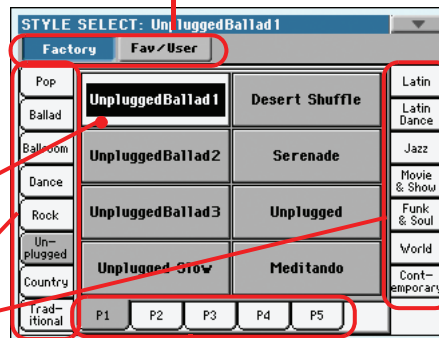 STYLE SELECT: UnpluggedBallad1
Factory
Fav/User
Pop
Ballad
Ballroom
Dance
Rock
Un-
plugged
Country
Trad-
itional
UnpluggedBallad1
Desert Shuffle
UnpluggedBallad2
Serenade
UnpluggedBallad3
Unplugged
Unplugged Slow
Meditando
Latin
Latin
Dance
Jazz
Movie
& Show
Funk
& Soul
World
Cont-
emporary
P1
P2
P3
P4
P5